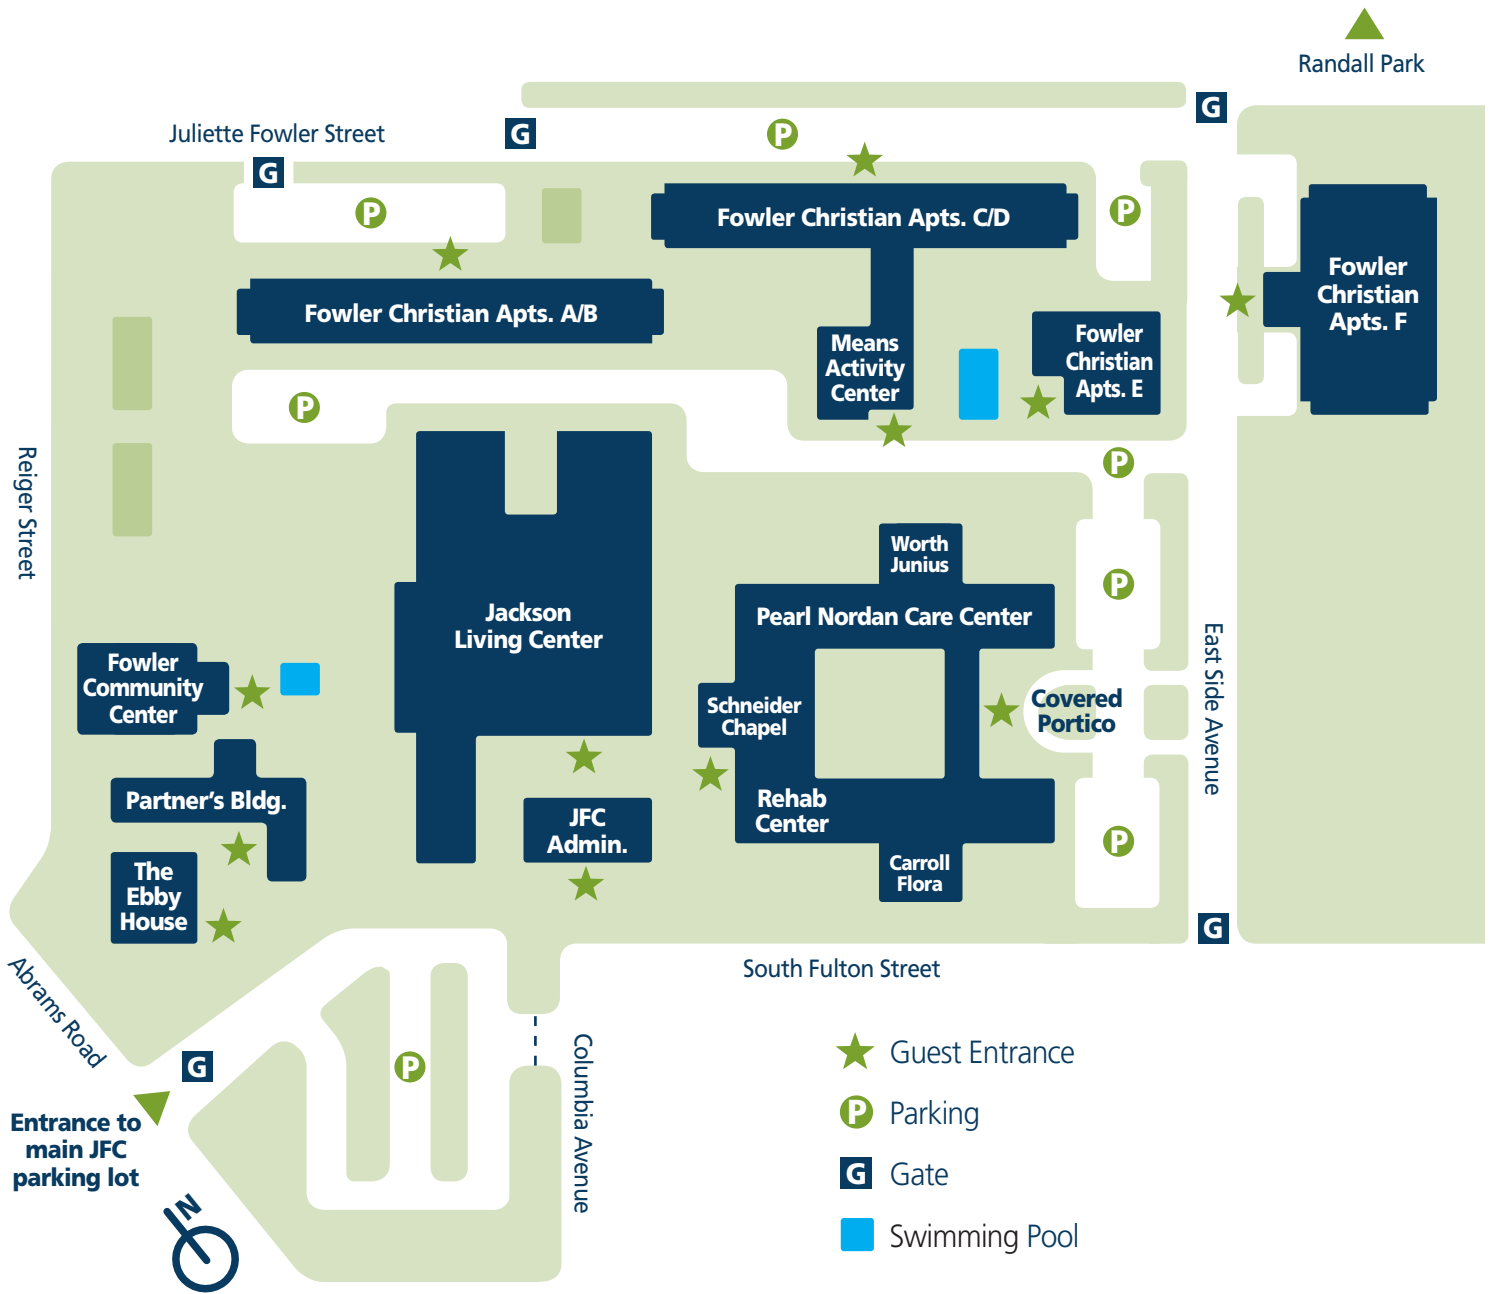 Randall Park
Juliette Fowler Street
G
G
G
P
P
P
Fowler Christian Apts. C/D
Fowler Christian Apts. A/B
Fowler
Christian
Apts. F
Means
Activity
Center
Fowler
Christian
Apts. E
P
P
Reiger Street
Worth
Junius
Pearl Nordan Care Center
P
Jackson
Living Center
Fowler
Community
Center
Schneider
Chapel
Covered
Portico
East Side Avenue
Partner's Bldg.
JFC
Admin.
Rehab
Center
P
The
Ebby
House
Carroll
Flora
G
Abrams Road
South Fulton Street
G
P
Columbia Avenue
Entrance to
main JFC
parking lot
N
Guest Entrance
P Parking
G Gate
Swimming Pool